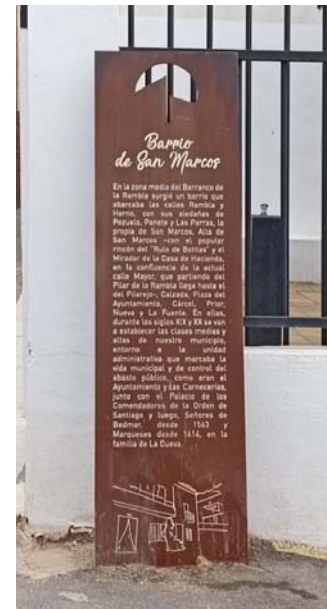 Barrio
de San Marcos
En la zona media del Barranco de
la Rambla surgió un barrio que
abarcaba las calles Rambla y
Horno, con sus aledañas de
Pozuelo, Panete y Las Parras, la
propia de San Marcos, Alta de
San Marcos -con el popular
rincón del "Rulo de Botites" y el
Mirador de la Casa de Hacienda,
en la confluencia de la actual
calle Mayor, que partiendo del
Pilar de la Rambla llega hasta el
del Pilarejo-, Calzada, Plaza del
Ayuntamiento, Cárcel, Prior,
Nueva y La Fuente. En ellas,
durante los siglos XIX y XX se van
a establecer las clases medias y
altas de nuestro municipio,
entorno a la unidad
administrativa que marcaba la
vida municipal y de control del
abasto público, como eran el
Ayuntamiento y las Carnecerías,
junto con el Palacio de los
Comendadores de la Orden de
Santiago y luego, Señores de
Bedmar, desde 1563 y
Marqueses desde 1614, en la
familia de La Cueva.